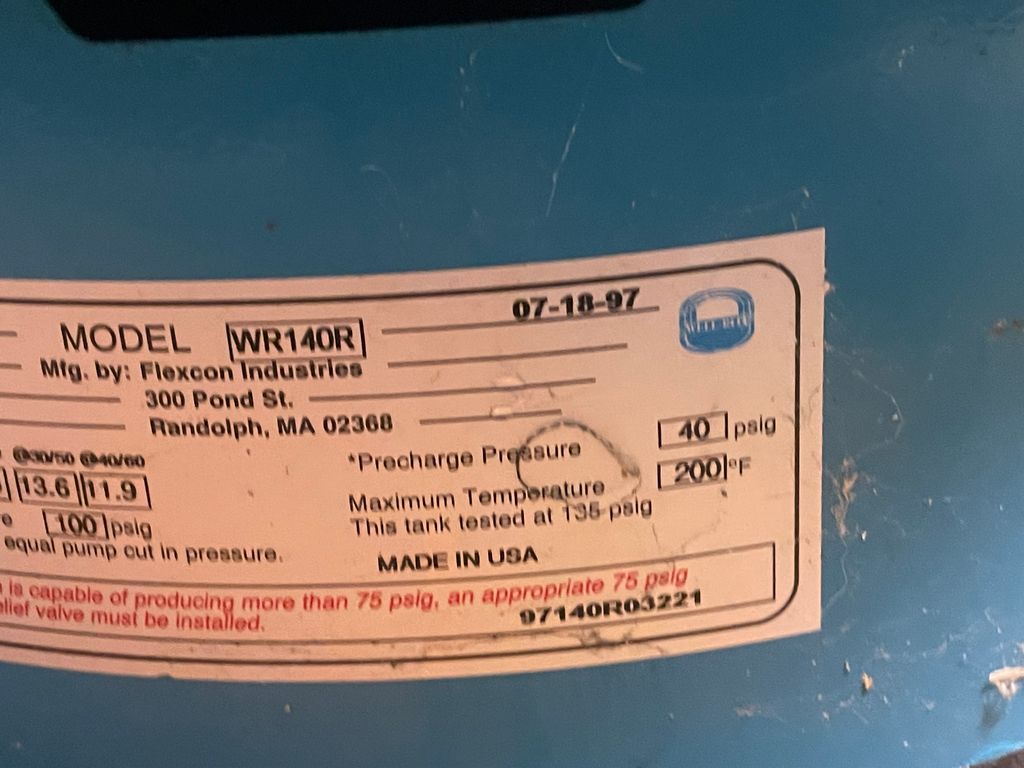 07-18-97
MODEL WR140R
Mfg. by: Flexcon Industries
300 Pond St.
Randolph, MA 02368
@30/50 @40/60
13.6 11.9
100 psig
equal pump cut in pressure.
*Precharge Pressure 40 psig
Maximum Temperature 200 °F
This tank tested at 135 psig
MADE IN USA
is capable of producing more than 75 psig, an appropriate 75 psig
valve must be installed.
97140R03221